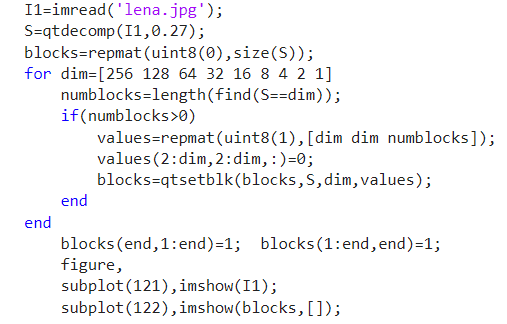 I1=imread('lena.jpg');
S=qtdecomp(I1,0.27);
blocks=repmat(uint8(0),size(S));
for dim=[256 128 64 32 16 8 4 2 1]
    numblocks=length(find(S==dim));
    if(numblocks>0)
        values=repmat(uint8(1),[dim dim numblocks]);
        values(2:dim,2:dim,:)=0;
        blocks=qtsetblk(blocks,S,dim,values);
    end
end
    blocks(end,1:end)=1;  blocks(1:end,end)=1;
    figure,
    subplot(121),imshow(I1);
    subplot(122),imshow(blocks,[]);